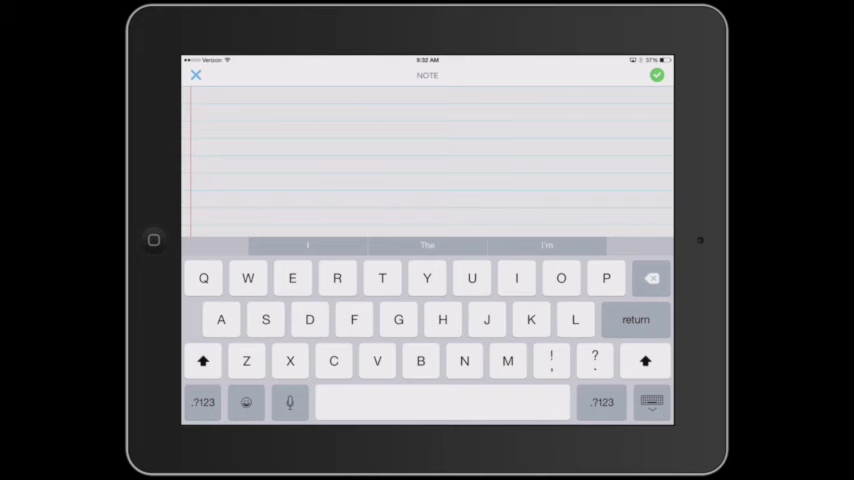 Verizon 9:32 AM 37%
NOTE
I The I'm
Q W E R T Y U I O P
A S D F G H J K L return
Z X C V B N M ! , ? .
.?123 .?123